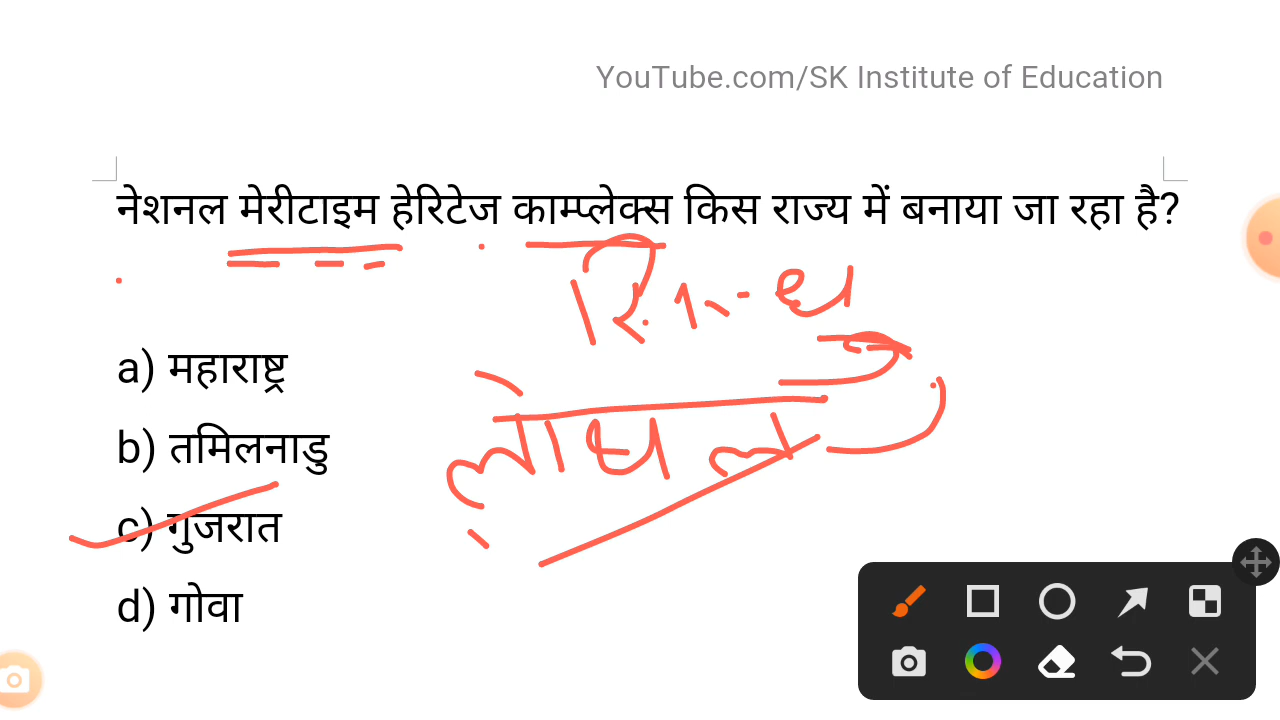 YouTube.com/SK Institute of Education
नेशनल मेरीटाइम हेरिटेज काम्प्लेक्स किस राज्य में बनाया जा रहा है?
a) महाराष्ट्र
b) तमिलनाडु
c) गुजरात
d) गोवा